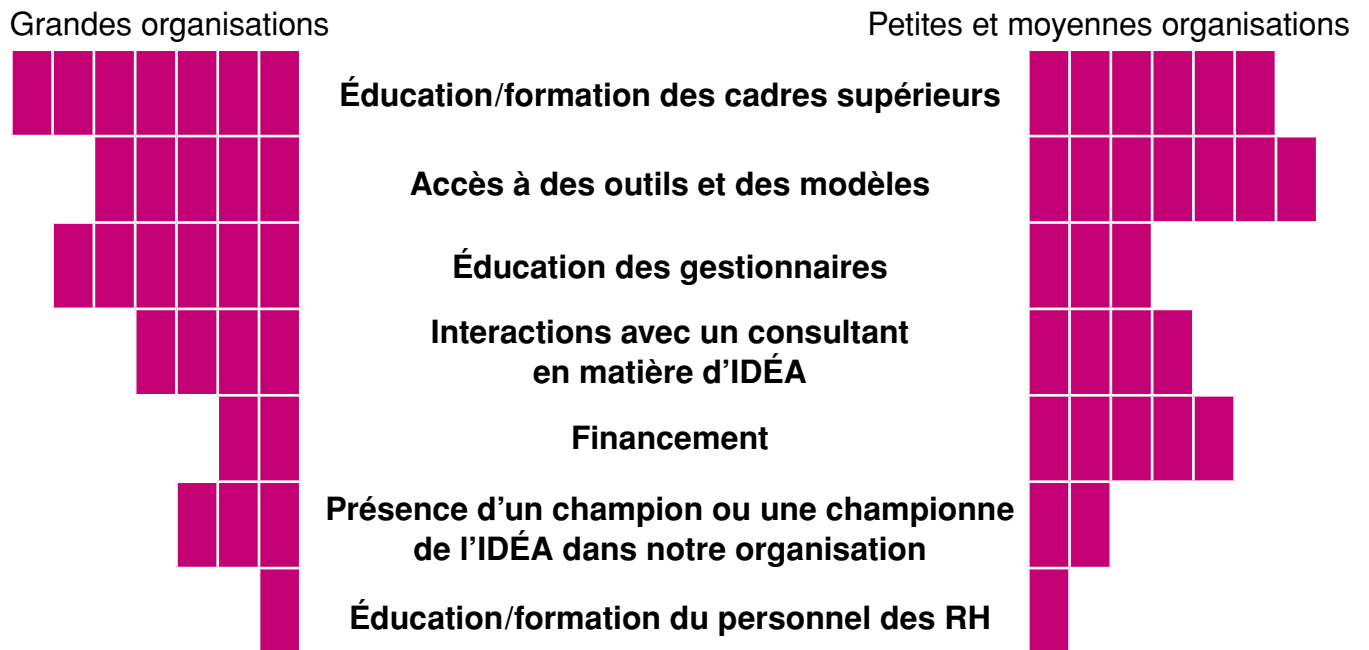 Grandes organisations
Petites et moyennes organisations
Éducation/formation des cadres supérieurs
Accès à des outils et des modèles
Éducation des gestionnaires
Interactions avec un consultant
en matière d'IDÉA
Financement
Présence d'un champion ou une championne
de l'IDÉA dans notre organisation
Éducation/formation du personnel des RH